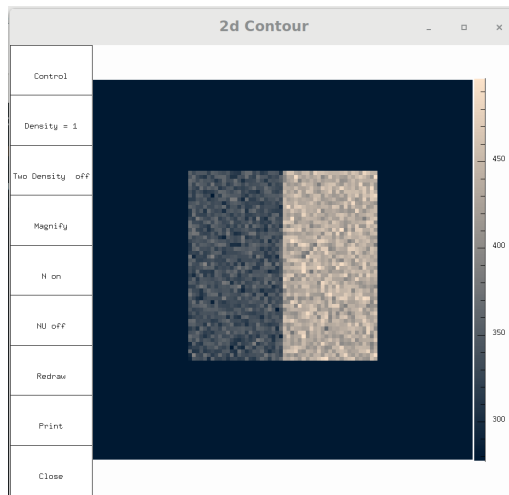 2d Contour
Control
Density = 1
Two Density off
Magnify
N on
NU off
Redraw
Print
Close
450
400
350
300